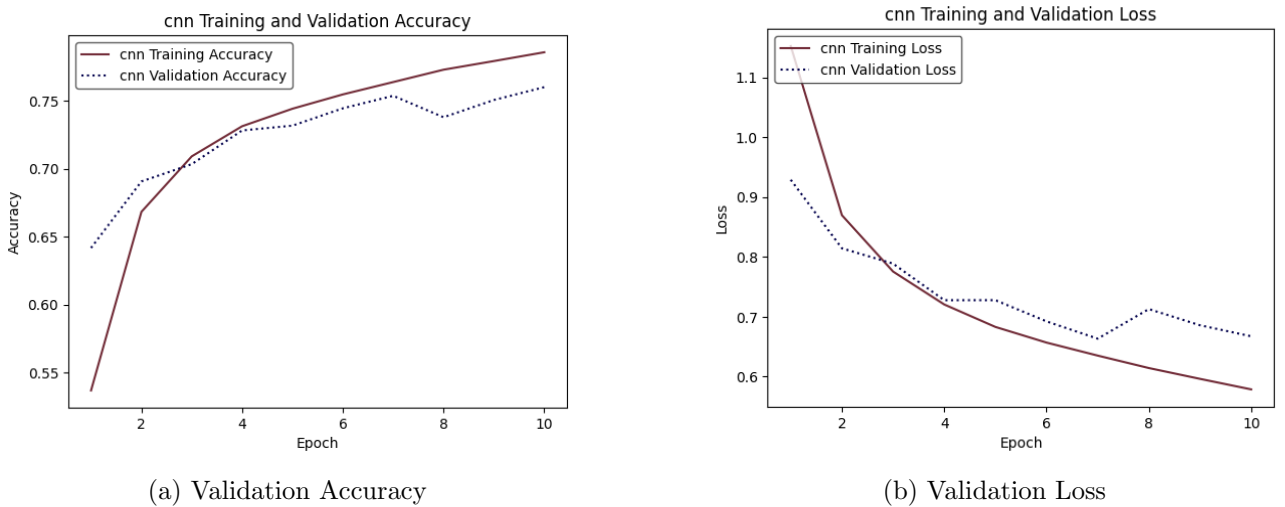 cnn Training and Validation Accuracy
cnn Training Accuracy
cnn Validation Accuracy
0.75
0.70
0.65
0.60
0.55
Accuracy
2
4
6
8
10
Epoch
(a) Validation Accuracy
cnn Training and Validation Loss
cnn Training Loss
cnn Validation Loss
1.1
1.0
0.9
0.8
0.7
0.6
Loss
2
4
6
8
10
Epoch
(b) Validation Loss